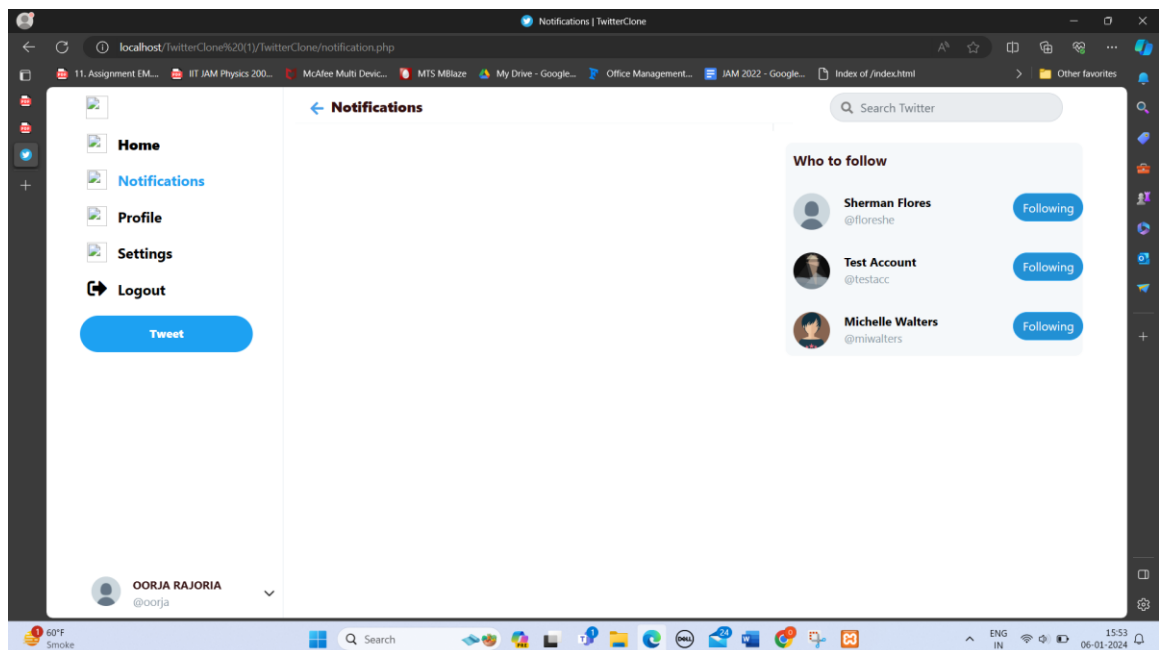 Notifications | TwitterClone
localhost/TwitterClone%20(1)/TwitterClone/notification.php
11. Assignment EM... IIT JAM Physics 200... McAfee Multi Devic... MTS MBlaze My Drive - Google... Office Management... JAM 2022 - Google... Index of /index.html Other favorites
Notifications
Search Twitter
Home
Notifications
Profile
Settings
Logout
Tweet
Who to follow
Sherman Flores
@floreshe
Following
Test Account
@testacc
Following
Michelle Walters
@miwalters
Following
OORJA RAJORIA
@oorja
60°F
Smoke
Search
ENG
IN
15:53
06-01-2024